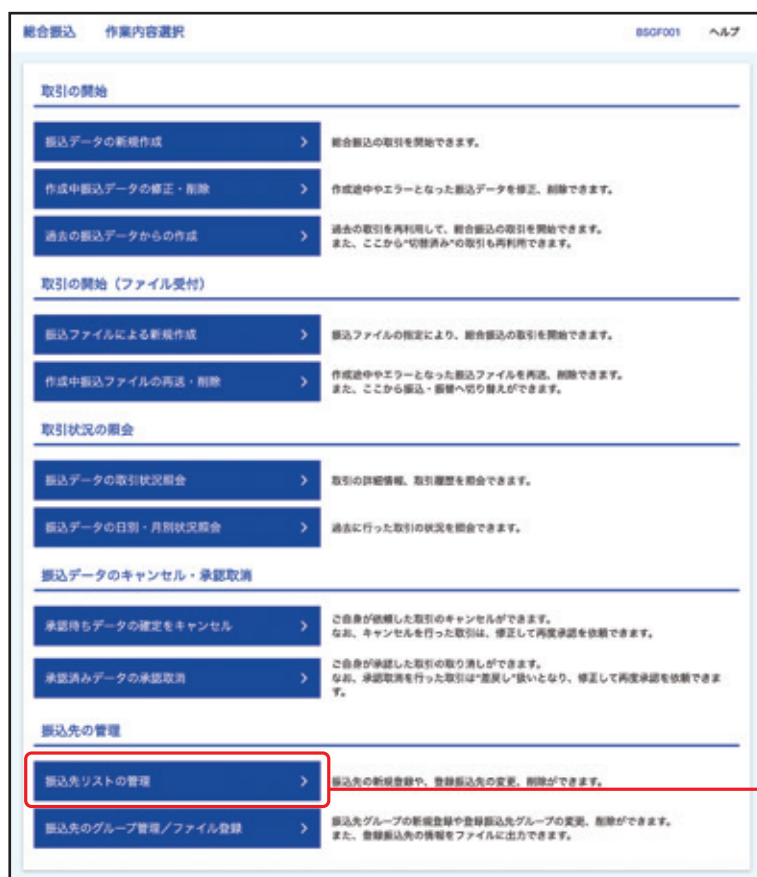 総合振込 作業内容選択 BSGF001 ヘルプ
取引の開始
振込データの新規作成 総合振込の取引を開始できます。
作成中振込データの修正・削除 作成途中やエラーとなった振込データを修正、削除できます。
過去の振込データからの作成 過去の取引を再利用して、総合振込の取引を開始できます。
また、ここから“切替済み”の取引も再利用できます。
取引の開始（ファイル受付）
振込ファイルによる新規作成 振込ファイルの指定により、総合振込の取引を開始できます。
作成中振込ファイルの再送・削除 作成途中やエラーとなった振込ファイルを再送、削除できます。
また、ここから振込・振替へ切り替えができます。
取引状況の照会
振込データの取引状況照会 取引の詳細情報、取引履歴を照会できます。
振込データの日別・月別状況照会 過去に行った取引の状況を照会できます。
振込データのキャンセル・承認取消
承認待ちデータの確定をキャンセル ご自身が依頼した取引のキャンセルができます。
なお、キャンセルを行った取引は、修正して再度承認を依頼できます。
承認済みデータの承認取消 ご自身が承認した取引の取り消しができます。
なお、承認取消を行った取引は“差戻し”扱いとなり、修正して再度承認を依頼できま
す。
振込先の管理
振込先リストの管理 振込先の新規登録や、登録振込先の変更、削除ができます。
振込先のグループ管理／ファイル登録 振込先グループの新規登録や登録振込先グループの変更、削除ができます。
また、登録振込先の情報をファイルに出力できます。